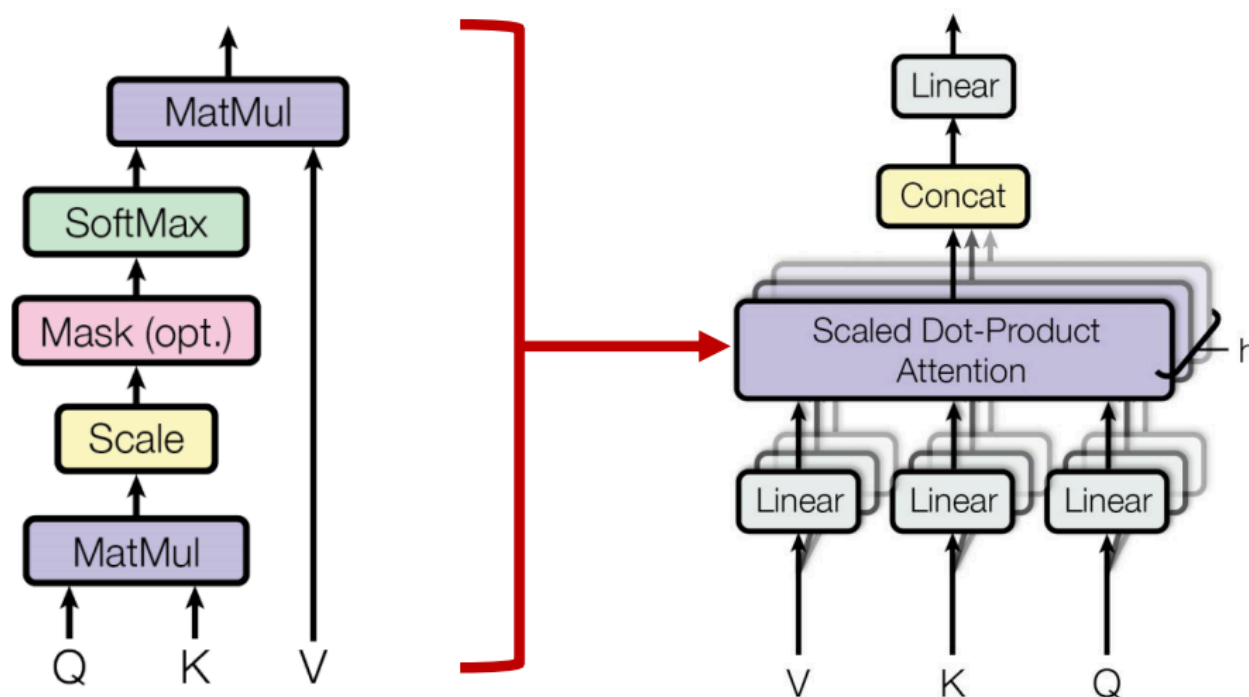 MatMul
SoftMax
Mask (opt.)
Scale
MatMul
Q K V
Linear
Concat
Scaled Dot-Product
Attention
h
Linear Linear Linear
V K Q